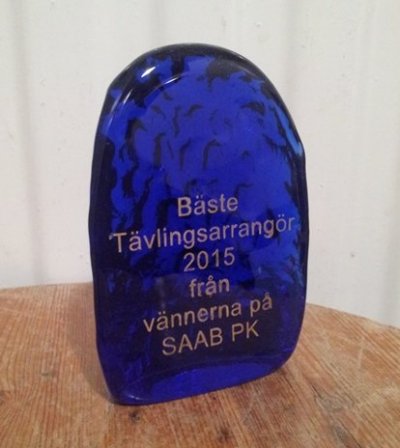 Bäste
Tävlingsarrangör
2015
från
vännerna på
SAAB PK